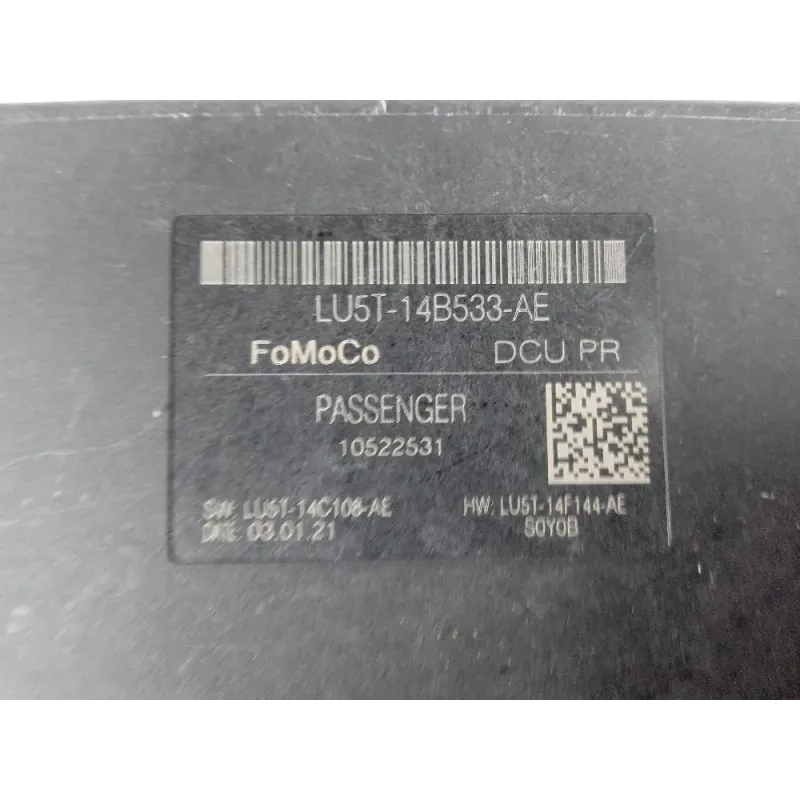 LU5T-14B533-AE
FoMoCo DCU PR
PASSENGER
10522531
SW: LU5T-14C108-AE HW: LU5T-14F144-AE
DATE: 03.01.21 S0Y0B